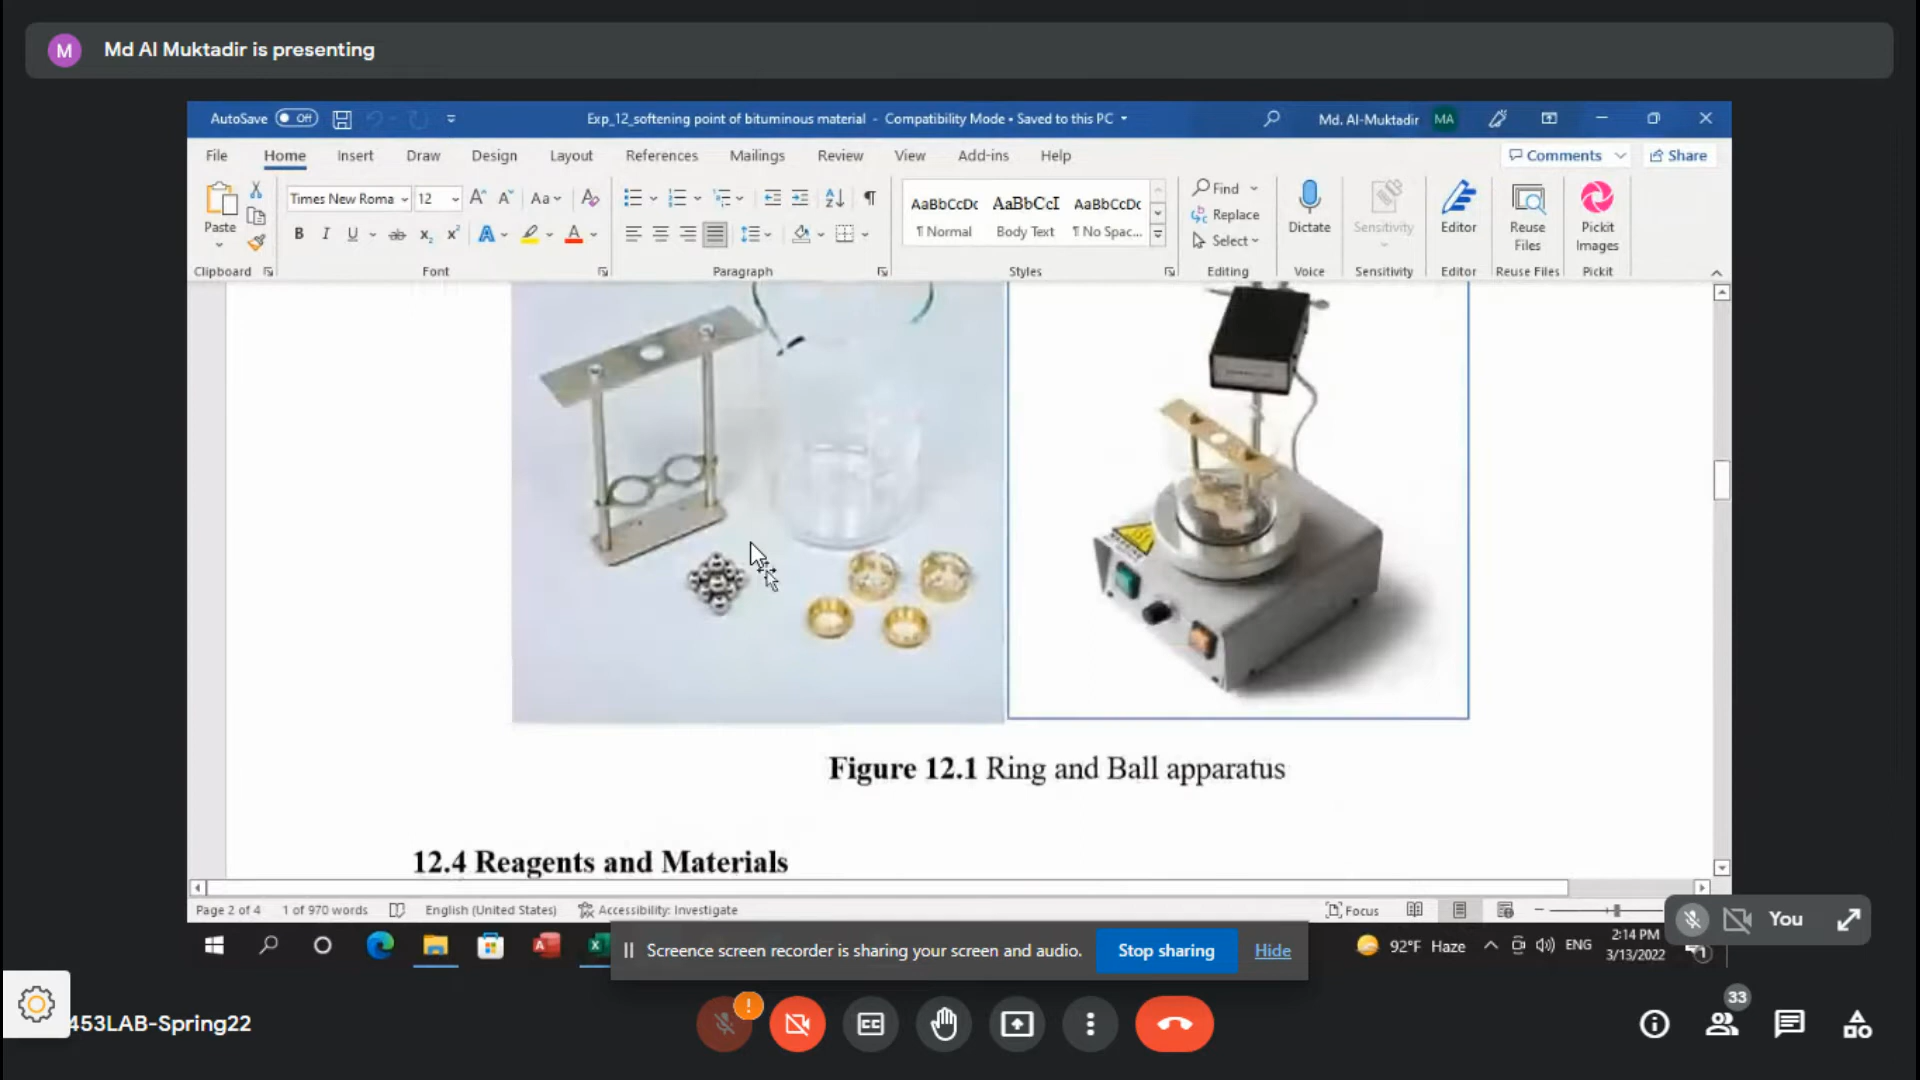 M Md Al Muktadir is presenting
AutoSave Off Exp_12_softening point of bituminous material - Compatibility Mode • Saved to this PC Md. Al-Muktadir MA
File Home Insert Draw Design Layout References Mailings Review View Add-ins Help Comments Share
Times New Roma 12 Aa AaBbCcDc AaBbCcI AaBbCcDc Find
Paste Replace Dictate Sensitivity Editor Reuse Files Pickit Images
B I U ab x₂ x² A A ¶ Normal Body Text ¶ No Spac... Select
Clipboard Font Paragraph Styles Editing Voice Sensitivity Editor Reuse Files Pickit
Figure 12.1 Ring and Ball apparatus
12.4 Reagents and Materials
Page 2 of 4 1 of 970 words English (United States) Accessibility: Investigate Focus
You
Screence screen recorder is sharing your screen and audio. Stop sharing Hide
92°F Haze ENG 2:14 PM
3/13/2022
1
453LAB-Spring22
33